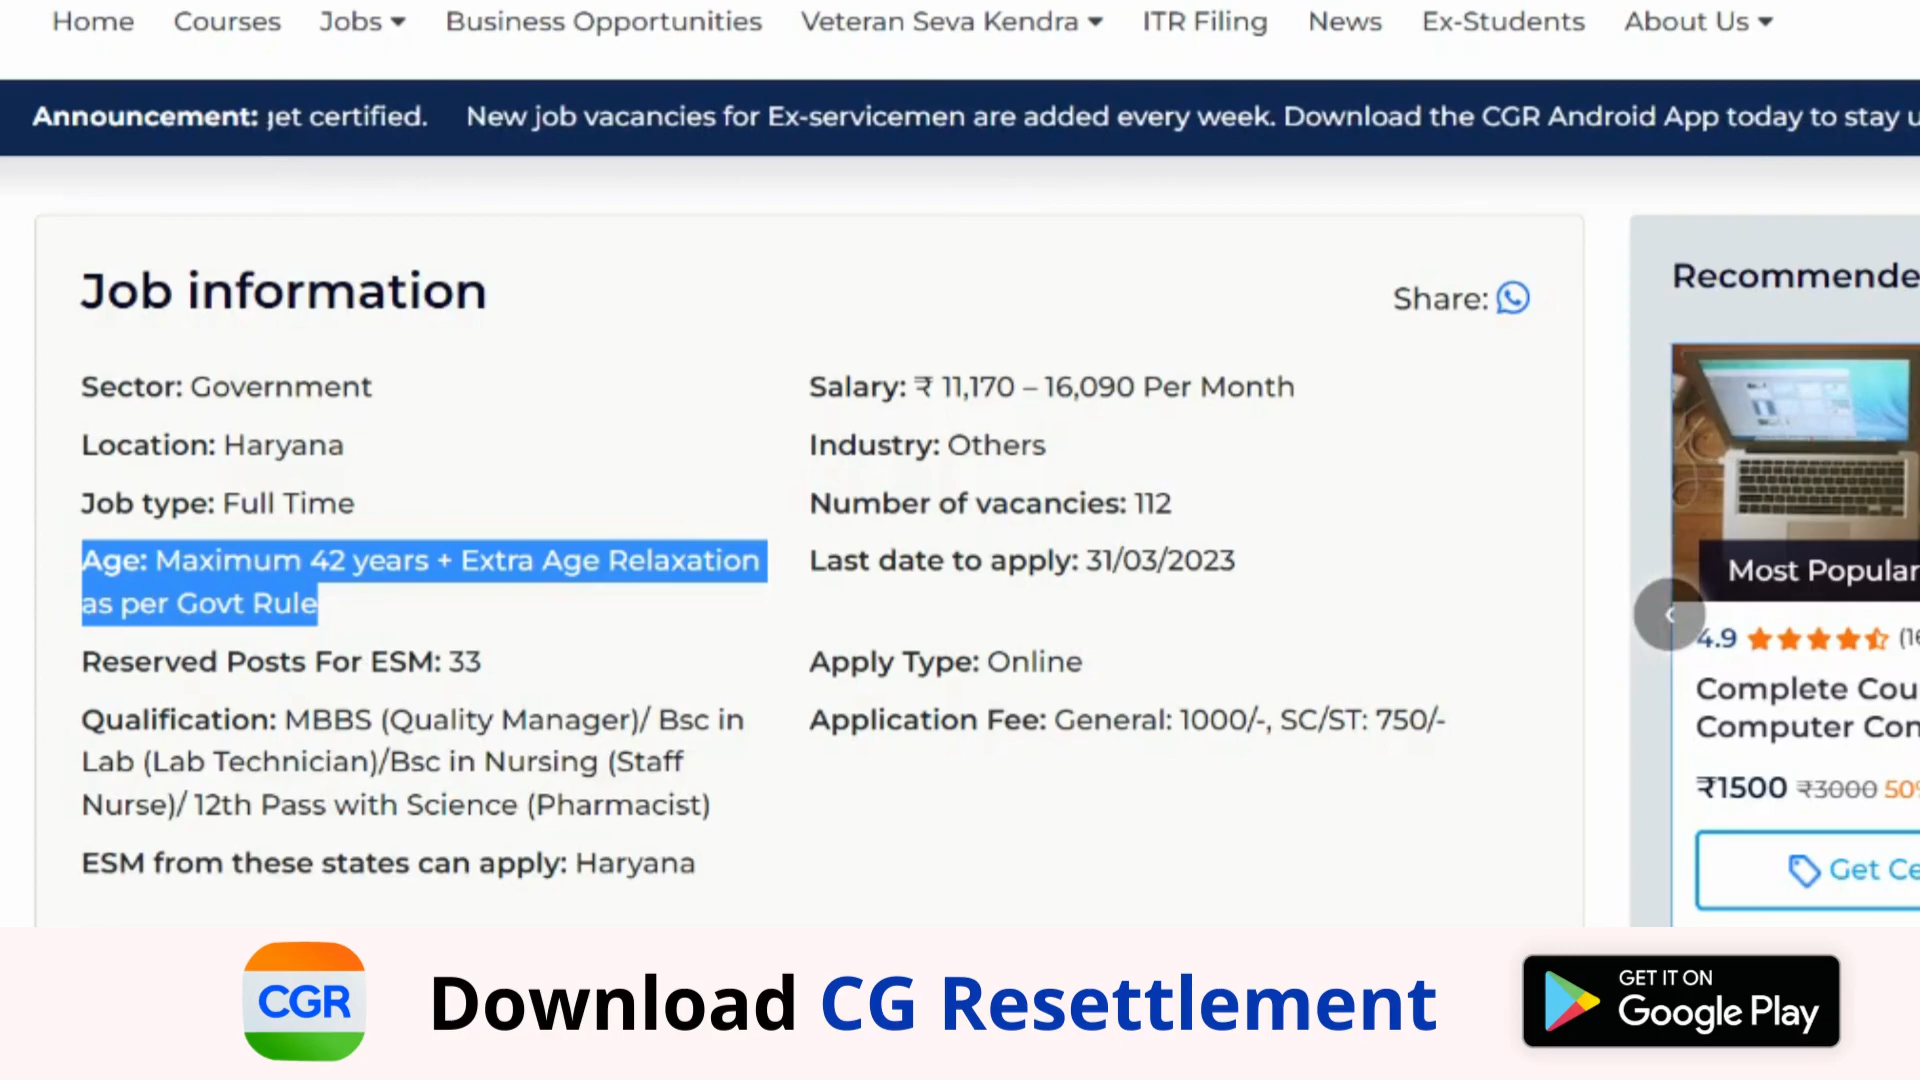 Home Courses Jobs Business Opportunities Veteran Seva Kendra ITR Filing News Ex-Students About Us
Announcement: get certified. New job vacancies for Ex-servicemen are added every week. Download the CGR Android App today to stay u
Job information
Share:
Sector: Government
Salary: ₹ 11,170 – 16,090 Per Month
Location: Haryana
Industry: Others
Job type: Full Time
Number of vacancies: 112
Age: Maximum 42 years + Extra Age Relaxation
as per Govt Rule
Last date to apply: 31/03/2023
Reserved Posts For ESM: 33
Apply Type: Online
Qualification: MBBS (Quality Manager)/ Bsc in
Lab (Lab Technician)/Bsc in Nursing (Staff
Nurse)/ 12th Pass with Science (Pharmacist)
Application Fee: General: 1000/-, SC/ST: 750/-
ESM from these states can apply: Haryana
Recommende
Most Popular
4.9
Complete Cou
Computer Con
₹1500 ₹3000 50%
Get Ce
CGR
Download CG Resettlement
GET IT ON
Google Play